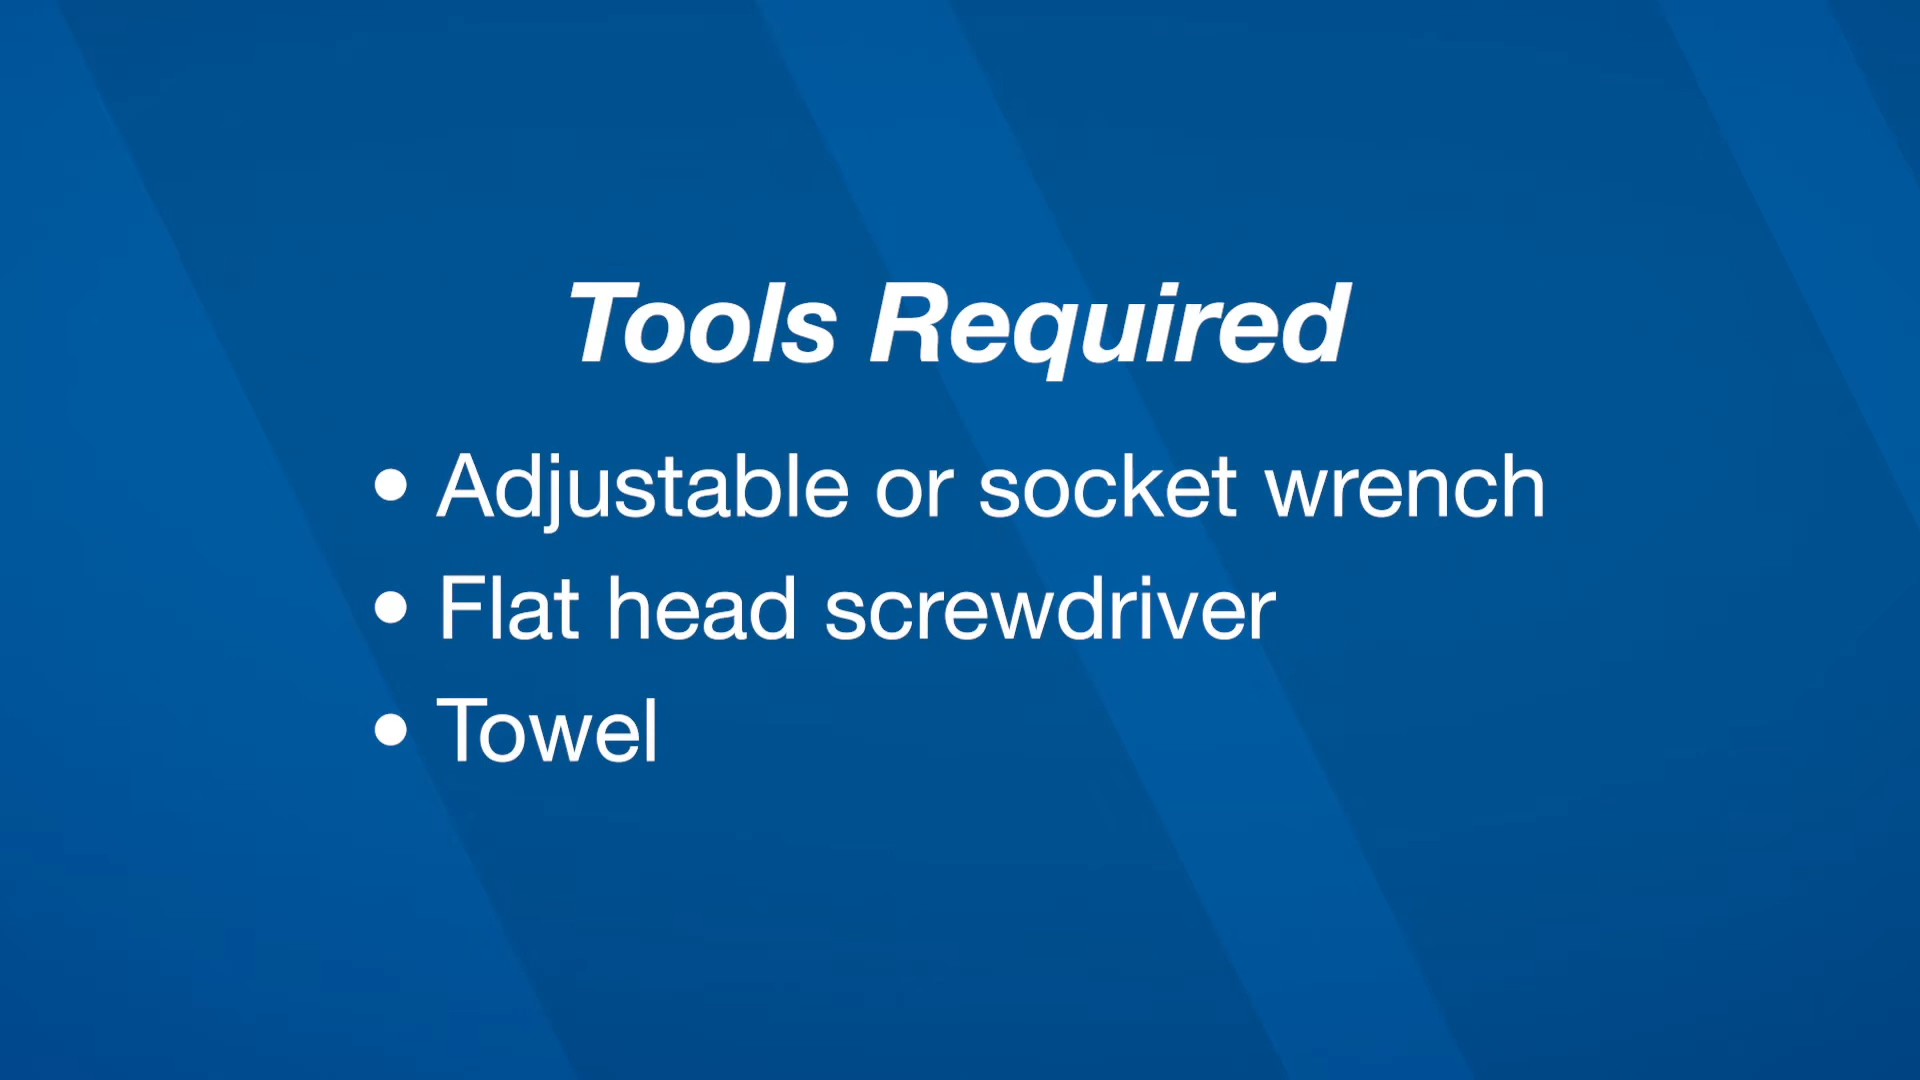 Tools Required
• Adjustable or socket wrench
• Flat head screwdriver
• Towel